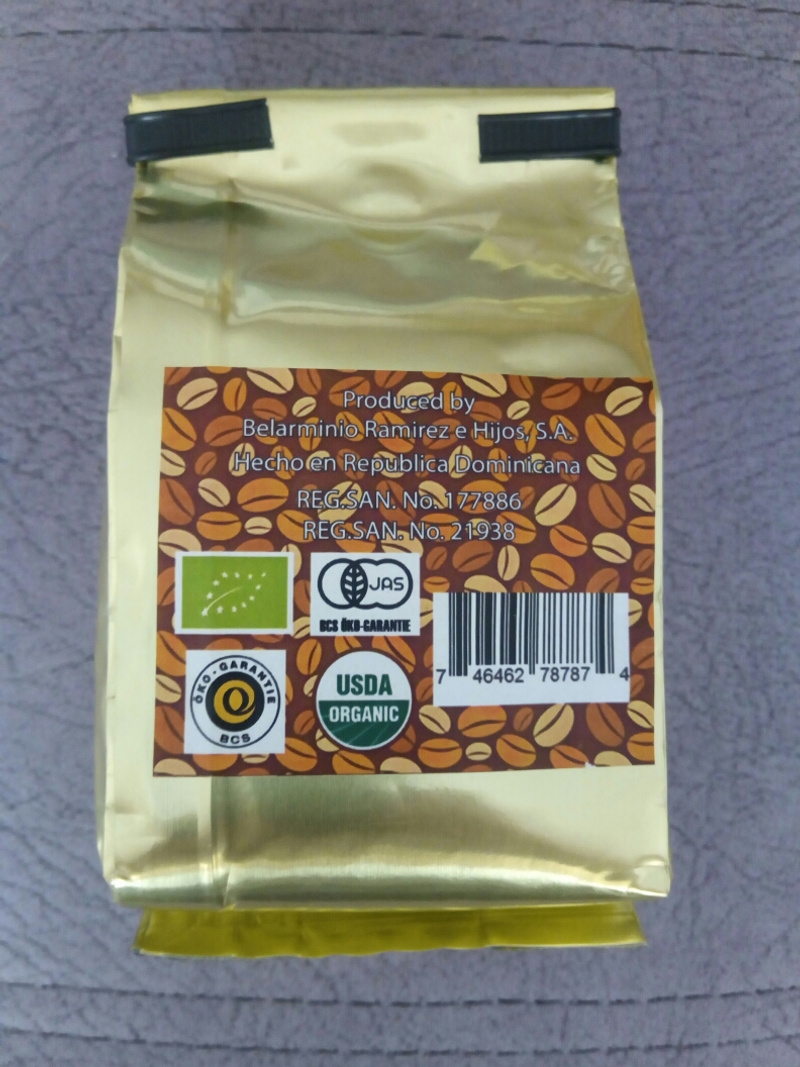 Produced by
Belarminio Ramirez e Hijos, S.A.
Hecho en Republica Dominicana
REG.SAN. No. 177886
REG.SAN. No. 21938
JAS
BCS ÖKO-GARANTIE
7 46462 78787 4
ÖKO-GARANTIE
BCS
USDA
ORGANIC